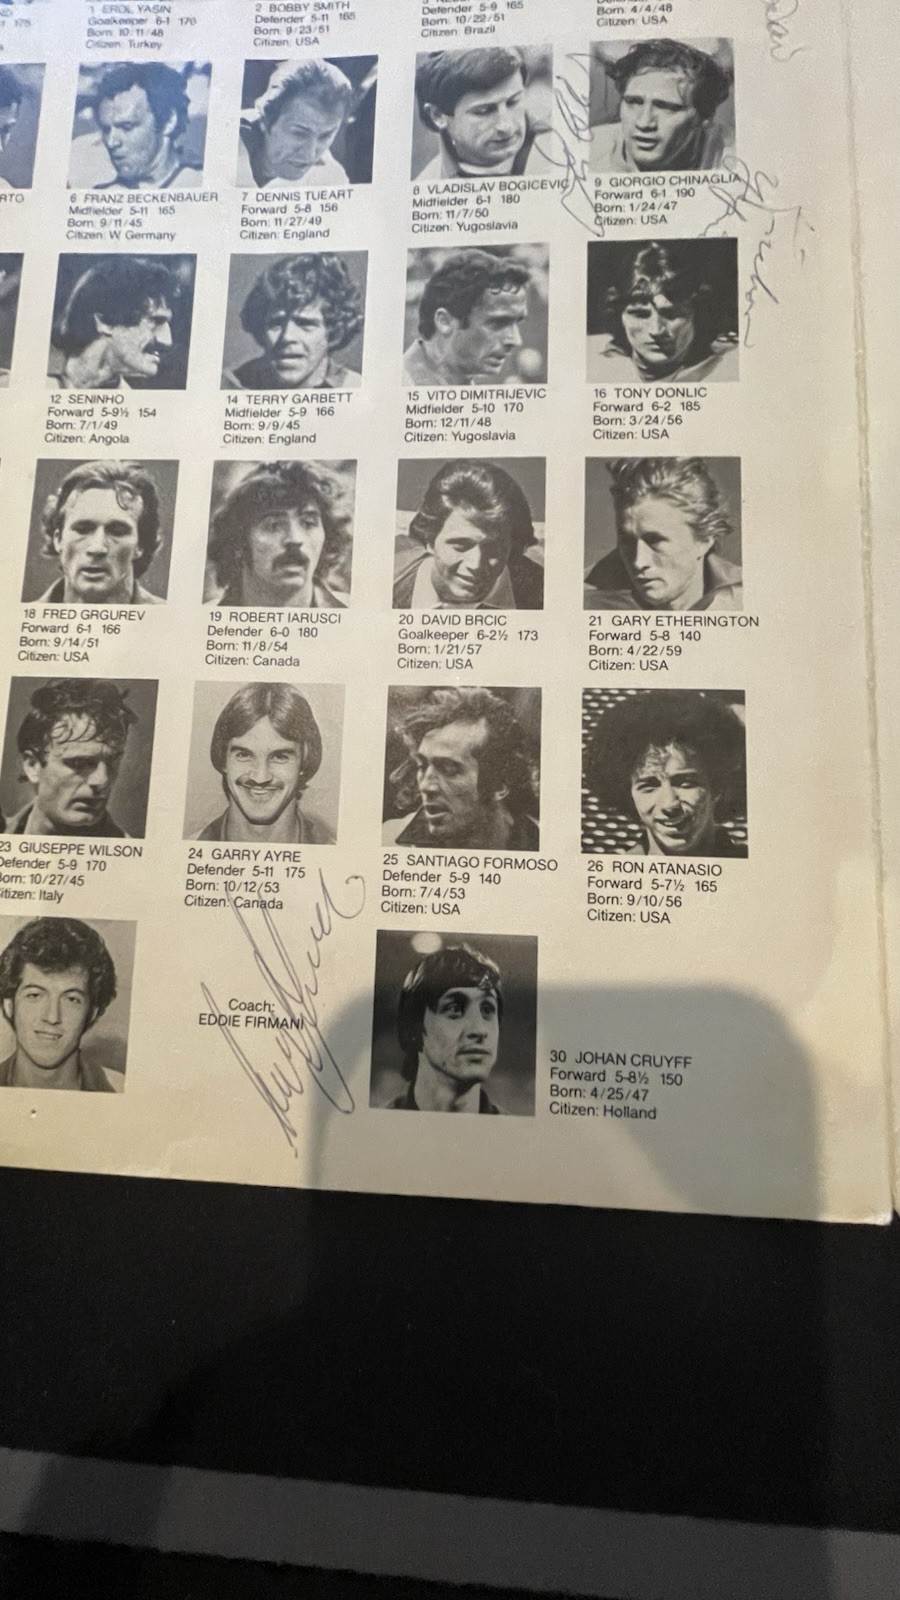 1 EROL YASIN
Goalkeeper 6-1 170
Born: 10/11/48
Citizen: Turkey
2 BOBBY SMITH
Defender 5-11 165
Born: 9/23/51
Citizen: USA
Defender 5-9 165
Born: 10/22/51
Citizen: Brazil
Born: 4/4/48
Citizen: USA
RTO
6 FRANZ BECKENBAUER
Midfielder 5-11 165
Born: 9/11/45
Citizen: W. Germany
7 DENNIS TUEART
Forward 5-8 156
Born: 11/27/49
Citizen: England
8 VLADISLAV BOGICEVIC
Midfielder 6-1 180
Born: 11/7/50
Citizen: Yugoslavia
9 GIORGIO CHINAGLIA
Forward 6-1 190
Born: 1/24/47
Citizen: USA
12 SENINHO
Forward 5-9½ 154
Born: 7/1/49
Citizen: Angola
14 TERRY GARBETT
Midfielder 5-9 166
Born: 9/9/45
Citizen: England
15 VITO DIMITRIJEVIC
Midfielder 5-10 170
Born: 12/11/48
Citizen: Yugoslavia
16 TONY DONLIC
Forward 6-2 185
Born: 3/24/56
Citizen: USA
18 FRED GRGUREV
Forward 6-1 166
Born: 9/14/51
Citizen: USA
19 ROBERT IARUSCI
Defender 6-0 180
Born: 11/8/54
Citizen: Canada
20 DAVID BRCIC
Goalkeeper 6-2½ 173
Born: 1/21/57
Citizen: USA
21 GARY ETHERINGTON
Forward 5-8 140
Born: 4/22/59
Citizen: USA
23 GIUSEPPE WILSON
Defender 5-9 170
Born: 10/27/45
Citizen: Italy
24 GARRY AYRE
Defender 5-11 175
Born: 10/12/53
Citizen: Canada
25 SANTIAGO FORMOSO
Defender 5-9 140
Born: 7/4/53
Citizen: USA
26 RON ATANASIO
Forward 5-7½ 165
Born: 9/10/56
Citizen: USA
Coach:
EDDIE FIRMANI
30 JOHAN CRUYFF
Forward 5-8½ 150
Born: 4/25/47
Citizen: Holland